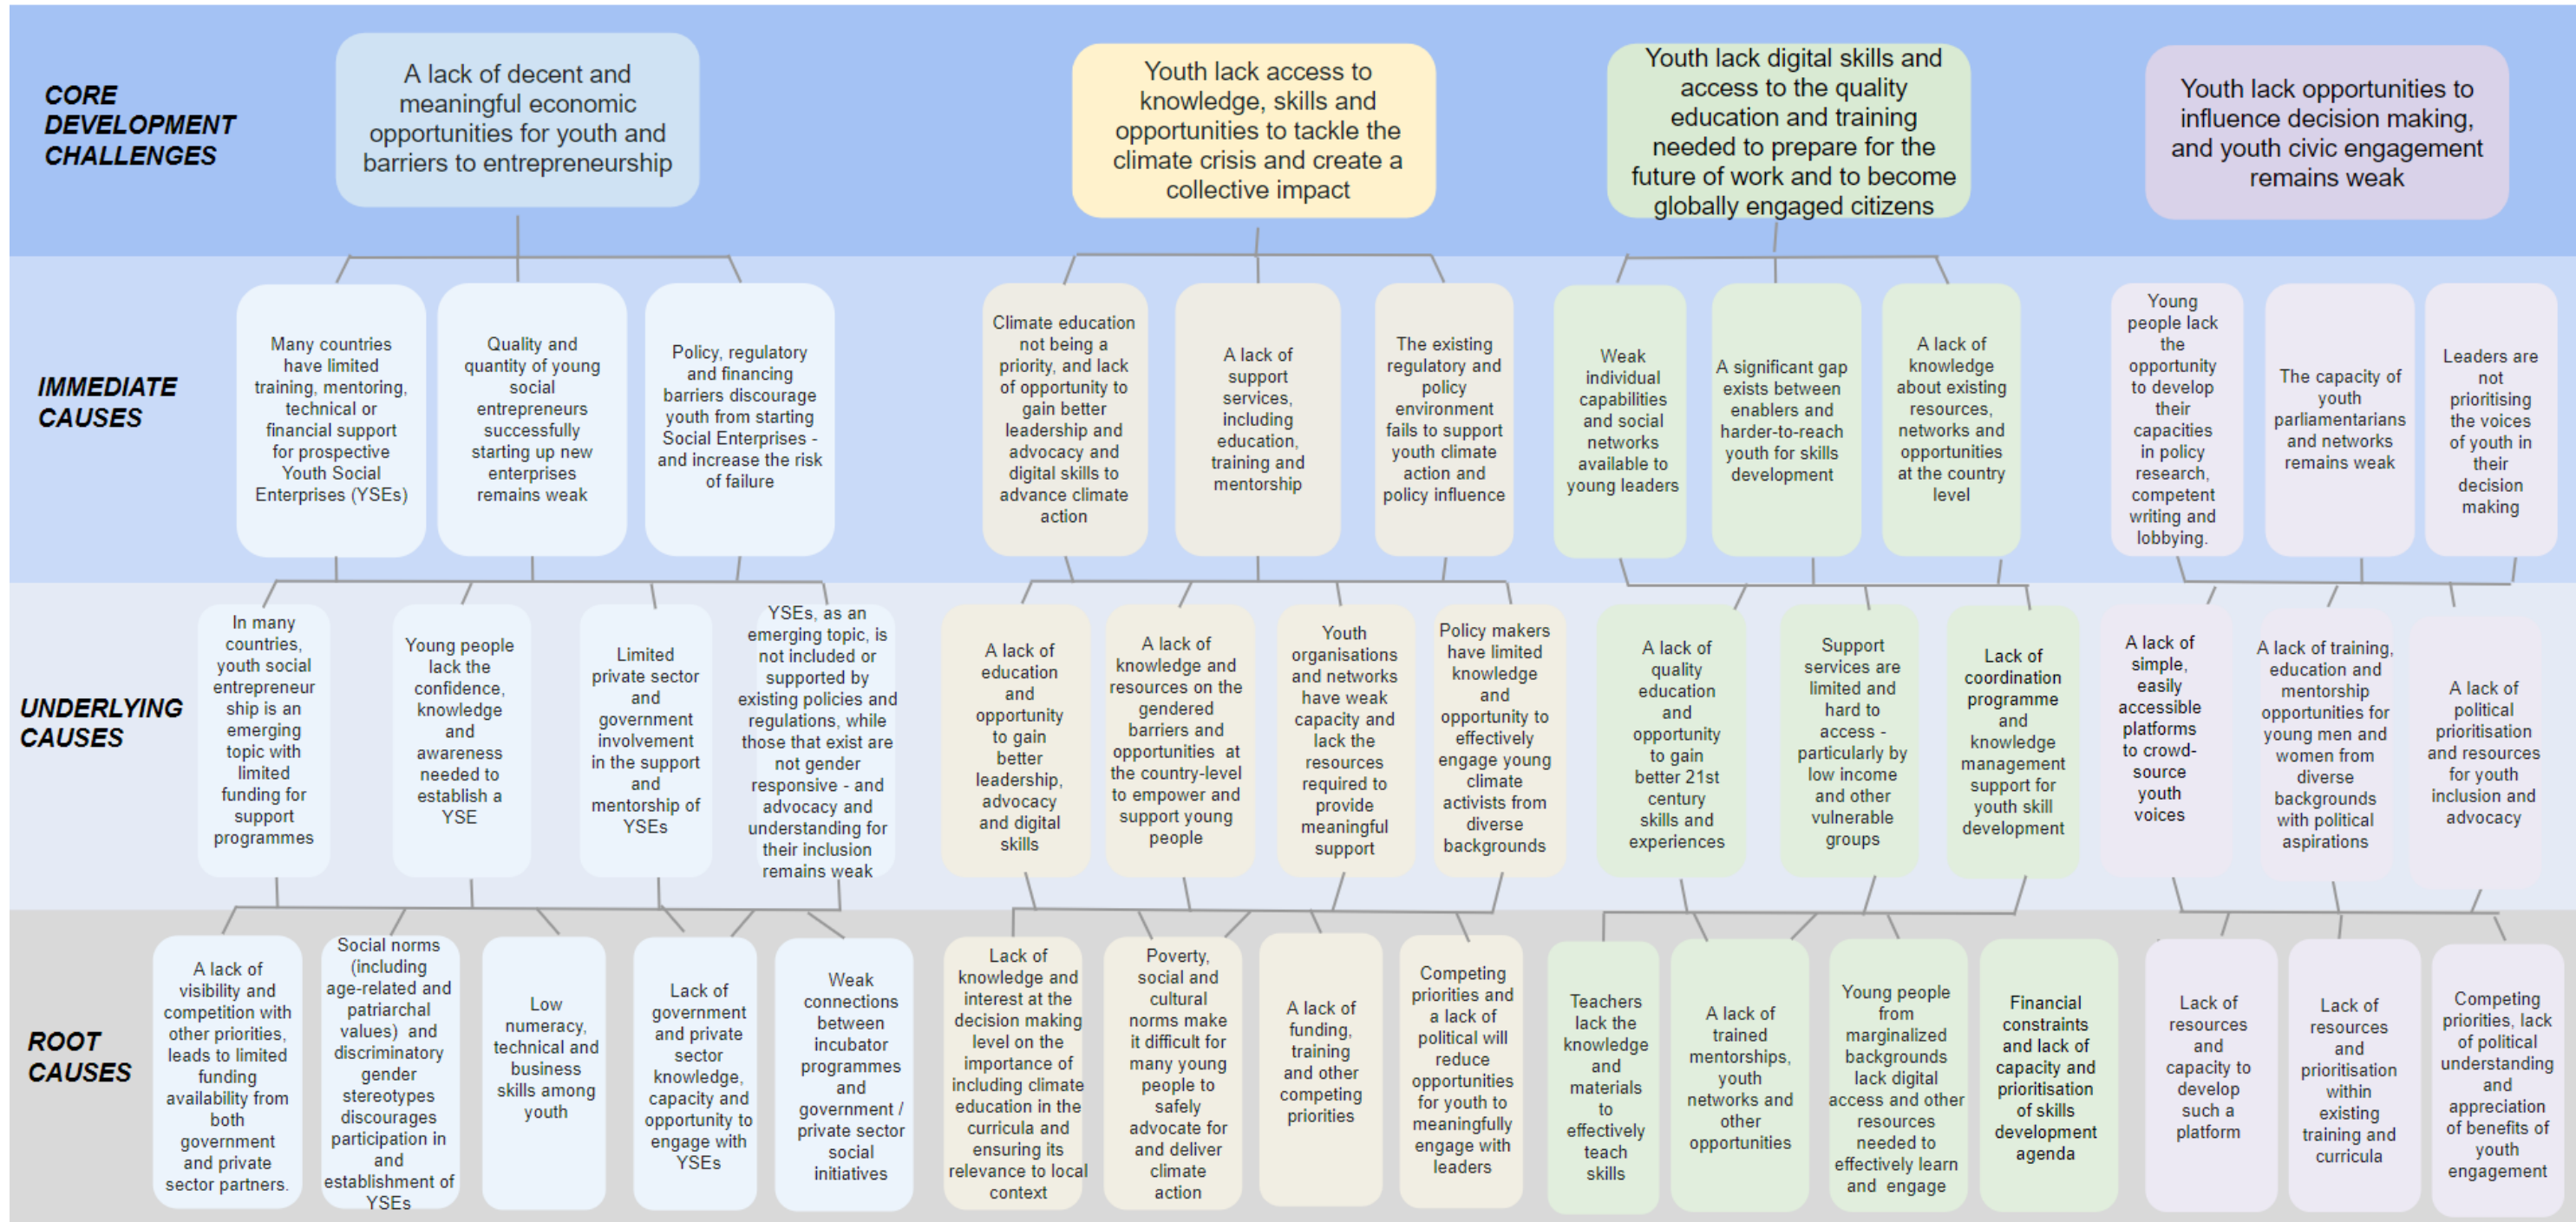 CORE
DEVELOPMENT
CHALLENGES
A lack of decent and
meaningful economic
opportunities for youth and
barriers to entrepreneurship
Youth lack access to
knowledge, skills and
opportunities to tackle the
climate crisis and create a
collective impact
Youth lack digital skills and
access to the quality
education and training
needed to prepare for the
future of work and to become
globally engaged citizens
Youth lack opportunities to
influence decision making,
and youth civic engagement
remains weak
IMMEDIATE
CAUSES
Many countries
have limited
training, mentoring,
technical or
financial support
for prospective
Youth Social
Enterprises (YSEs)
Quality and
quantity of young
social
entrepreneurs
successfully
starting up new
enterprises
remains weak
Policy, regulatory
and financing
barriers discourage
youth from starting
Social Enterprises -
and increase the risk
of failure
Climate education
not being a
priority, and lack
of opportunity to
gain better
leadership and
advocacy and
digital skills to
advance climate
action
A lack of
support
services,
including
education,
training and
mentorship
The existing
regulatory and
policy
environment
fails to support
youth climate
action and
policy influence
Weak
individual
capabilities
and social
networks
available to
young leaders
A significant gap
exists between
enablers and
harder-to-reach
youth for skills
development
A lack of
knowledge
about existing
resources,
networks and
opportunities
at the country
level
Young
people lack
the
opportunity
to develop
their
capacities
in policy
research,
competent
writing and
lobbying.
The capacity of
youth
parliamentarians
and networks
remains weak
Leaders are
not
prioritising
the voices
of youth in
their
decision
making
UNDERLYING
CAUSES
In many
countries,
youth social
entrepreneur
ship is an
emerging
topic with
limited
funding for
support
programmes
Young people
lack the
confidence,
knowledge
and
awareness
needed to
establish a
YSE
Limited
private sector
and
government
involvement
in the support
and
mentorship of
YSEs
YSEs, as an
emerging topic, is
not included or
supported by
existing policies and
regulations, while
those that exist are
not gender
responsive - and
advocacy and
understanding for
their inclusion
remains weak
A lack of
education
and
opportunity
to gain
better
leadership,
advocacy
and digital
skills
A lack of
knowledge and
resources on the
gendered
barriers and
opportunities at
the country-level
to empower and
support young
people
Youth
organisations
and networks
have weak
capacity and
lack the
resources
required to
provide
meaningful
support
Policy makers
have limited
knowledge
and
opportunity to
effectively
engage young
climate
activists from
diverse
backgrounds
A lack of
quality
education
and
opportunity
to gain
better 21st
century
skills and
experiences
Support
services are
limited and
hard to
access -
particularly by
low income
and other
vulnerable
groups
Lack of
coordination
programme
and
knowledge
management
support for
youth skill
development
A lack of
simple,
easily
accessible
platforms
to crowd-
source
youth
voices
A lack of training,
education and
mentorship
opportunities for
young men and
women from
diverse
backgrounds
with political
aspirations
A lack of
political
prioritisation
and resources
for youth
inclusion and
advocacy
ROOT
CAUSES
A lack of
visibility and
competition with
other priorities,
leads to limited
funding
availability from
both
government
and private
sector partners.
Social norms
(including
age-related and
patriarchal
values) and
discriminatory
gender
stereotypes
discourages
participation in
and
establishment of
YSEs
Low
numeracy,
technical and
business
skills among
youth
Lack of
government
and private
sector
knowledge,
capacity and
opportunity to
engage with
YSEs
Weak
connections
between
incubator
programmes
and
government /
private sector
social
initiatives
Lack of
knowledge and
interest at the
decision making
level on the
importance of
including climate
education in the
curricula and
ensuring its
relevance to local
context
Poverty,
social and
cultural
norms make
it difficult for
many young
people to
safely
advocate for
and deliver
climate
action
A lack of
funding,
training
and other
competing
priorities
Competing
priorities and
a lack of
political will
reduce
opportunities
for youth to
meaningfully
engage with
leaders
Teachers
lack the
knowledge
and
materials
to
effectively
teach
skills
A lack of
trained
mentorships,
youth
networks and
other
opportunities
Young people
from
marginalized
backgrounds
lack digital
access and other
resources
needed to
effectively learn
and engage
Financial
constraints
and lack of
capacity and
prioritisation
of skills
development
agenda
Lack of
resources
and
capacity to
develop
such a
platform
Lack of
resources
and
prioritisation
within
existing
training and
curricula
Competing
priorities, lack
of political
understanding
and
appreciation
of benefits of
youth
engagement